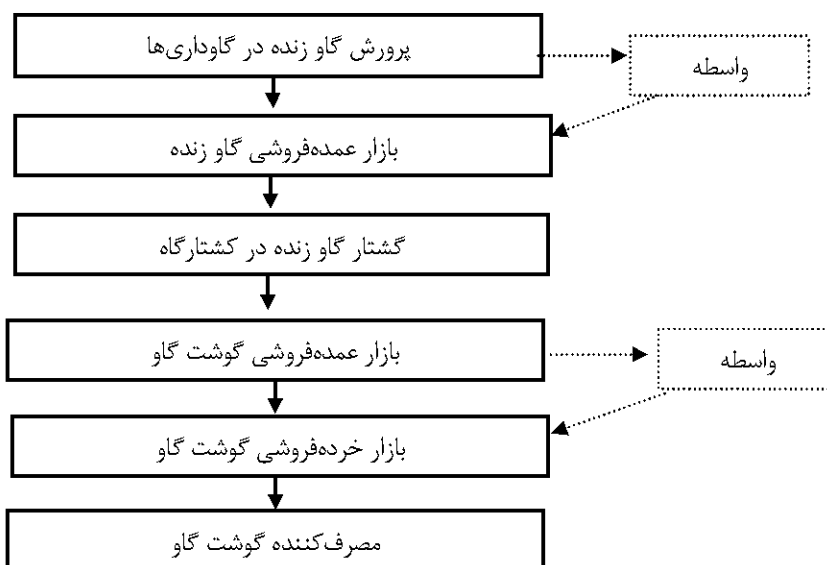 پرورش گاو زنده در گاوداری‌ها
واسطه
بازار عمده‌فروشی گاو زنده
گشتار گاو زنده در کشتارگاه
بازار عمده‌فروشی گوشت گاو
واسطه
بازار خرده‌فروشی گوشت گاو
مصرف‌کننده گوشت گاو